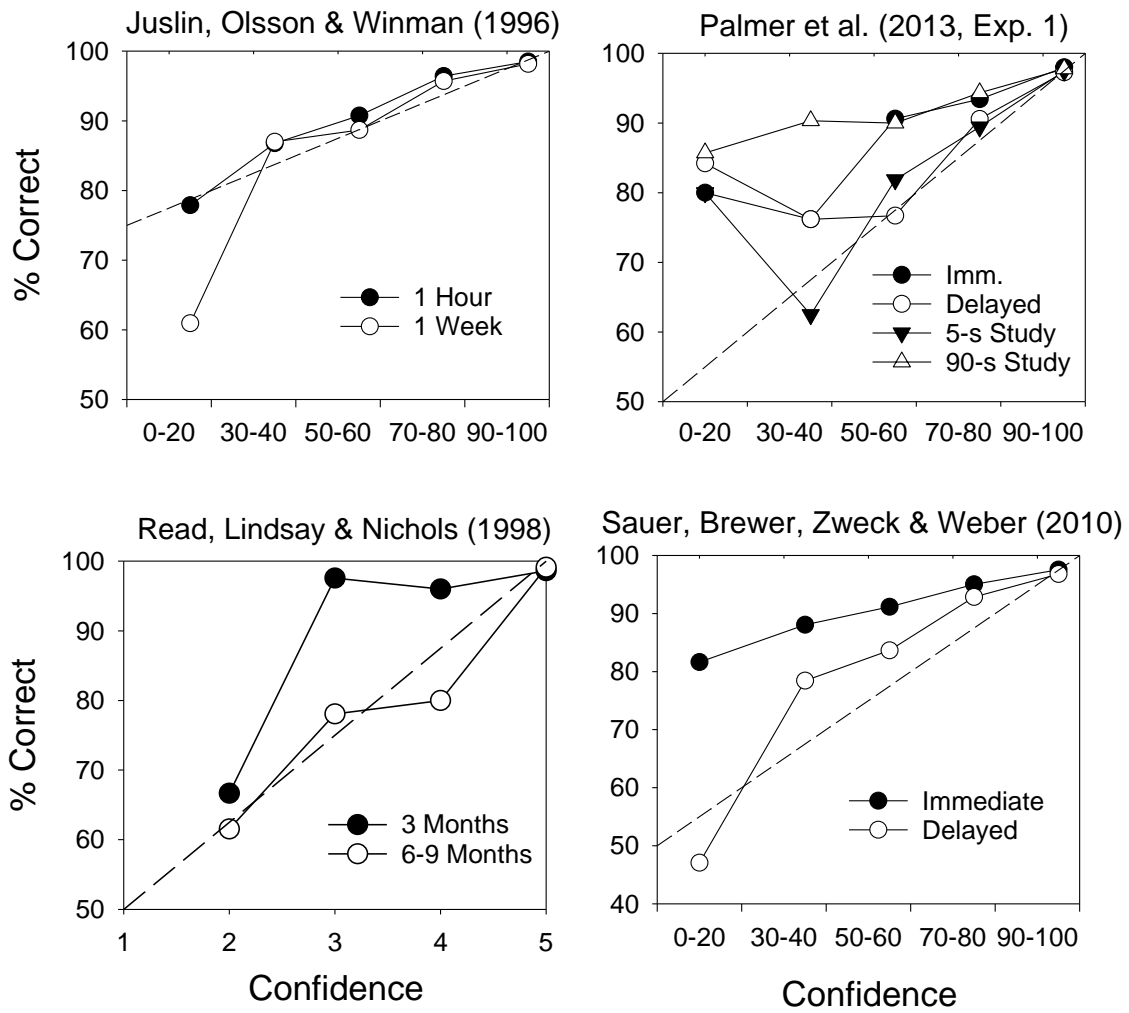 Juslin, Olsson & Winman (1996)
% Correct
100
90
80
70
60
50
1 Hour
1 Week
0-20 30-40 50-60 70-80 90-100
Palmer et al. (2013, Exp. 1)
100
90
80
70
60
50
Imm.
Delayed
5-s Study
90-s Study
0-20 30-40 50-60 70-80 90-100
Read, Lindsay & Nichols (1998)
% Correct
100
90
80
70
60
50
3 Months
6-9 Months
1 2 3 4 5
Confidence
Sauer, Brewer, Zweck & Weber (2010)
100
90
80
70
60
50
40
Immediate
Delayed
0-20 30-40 50-60 70-80 90-100
Confidence